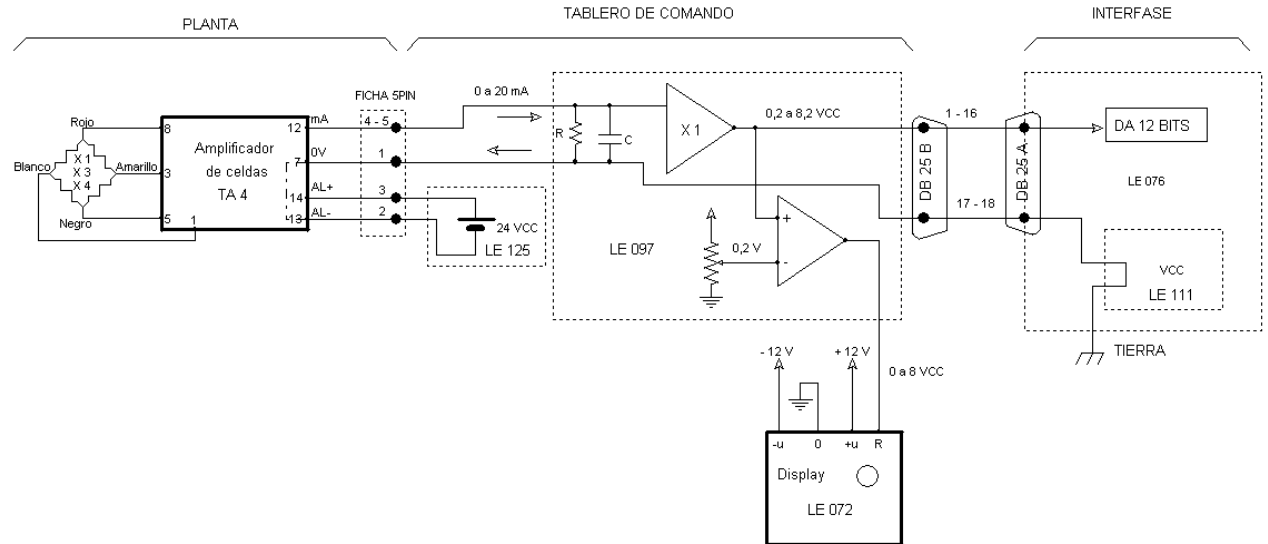 PLANTA
TABLERO DE COMANDO
INTERFASE
Rojo
Blanco
X 1
X 3
X 4
Amarillo
Negro
8
3
5
1
Amplificador
de celdas
TA 4
12
7
14
13
mA
0V
AL+
AL-
FICHA 5PIN
4 - 5
1
3
2
24 VCC
LE 125
0 a 20 mA
R
C
X 1
0,2 a 8,2 VCC
+
-
0,2 V
LE 097
DB 25 B
1 - 16
17 - 18
DB 25 A
DA 12 BITS
LE 076
VCC
LE 111
TIERRA
- 12 V
+ 12 V
0 a 8 VCC
-u
0
+u
R
Display
LE 072